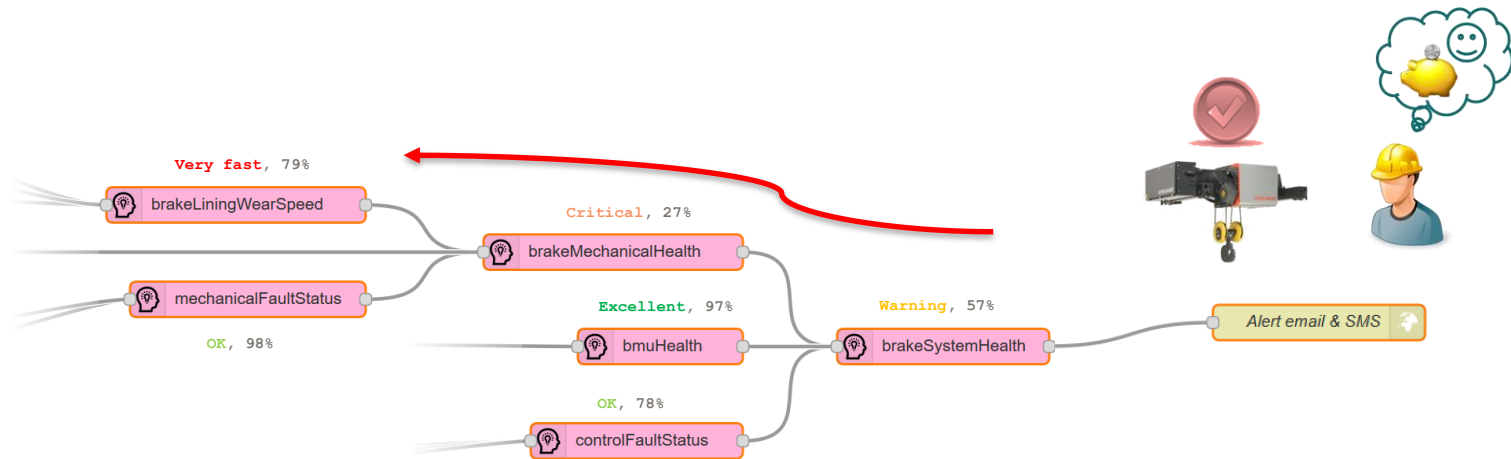 Very fast, 79%
brakeLiningWearSpeed
Critical, 27%
brakeMechanicalHealth
mechanicalFaultStatus
OK, 98%
Excellent, 97%
bmuHealth
Warning, 57%
brakeSystemHealth
Alert email & SMS
OK, 78%
controlFaultStatus